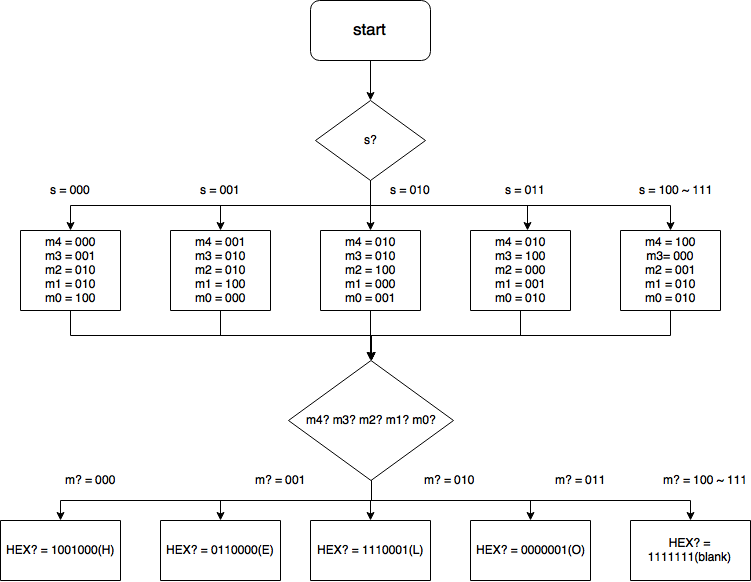 start
s?
s = 000
s = 001
s = 010
s = 011
s = 100 ~ 111
m4 = 000
m3 = 001
m2 = 010
m1 = 010
m0 = 100
m4 = 001
m3 = 010
m2 = 010
m1 = 100
m0 = 000
m4 = 010
m3 = 010
m2 = 100
m1 = 000
m0 = 001
m4 = 010
m3 = 100
m2 = 000
m1 = 001
m0 = 010
m4 = 100
m3= 000
m2 = 001
m1 = 010
m0 = 010
m4? m3? m2? m1? m0?
m? = 000
m? = 001
m? = 010
m? = 011
m? = 100 ~ 111
HEX? = 1001000(H)
HEX? = 0110000(E)
HEX? = 1110001(L)
HEX? = 0000001(O)
HEX? =
1111111(blank)